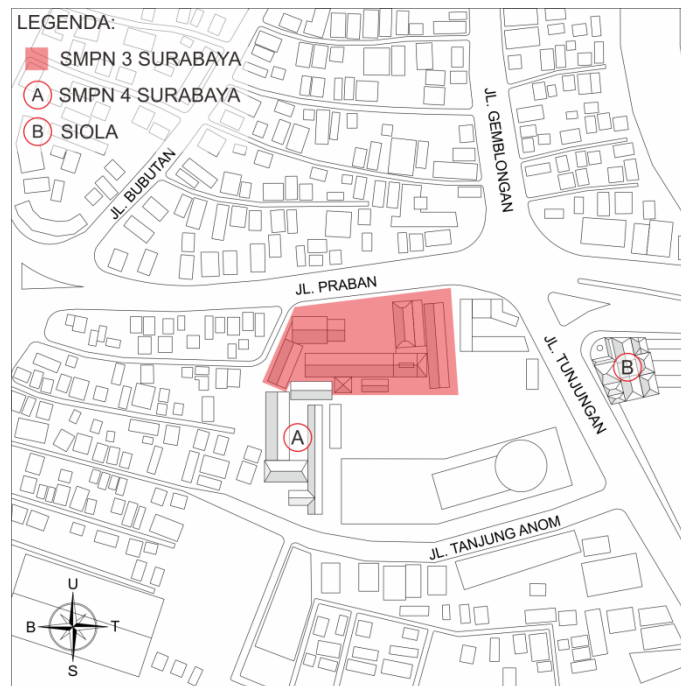 LEGENDA:
SMPN 3 SURABAYA
A SMPN 4 SURABAYA
B SIOLA
JL. BUBUTAN
JL. GEMBLONGAN
JL. PRABAN
JL. TUNJUNGAN
B
A
JL. TANJUNG ANOM
U
B T
S